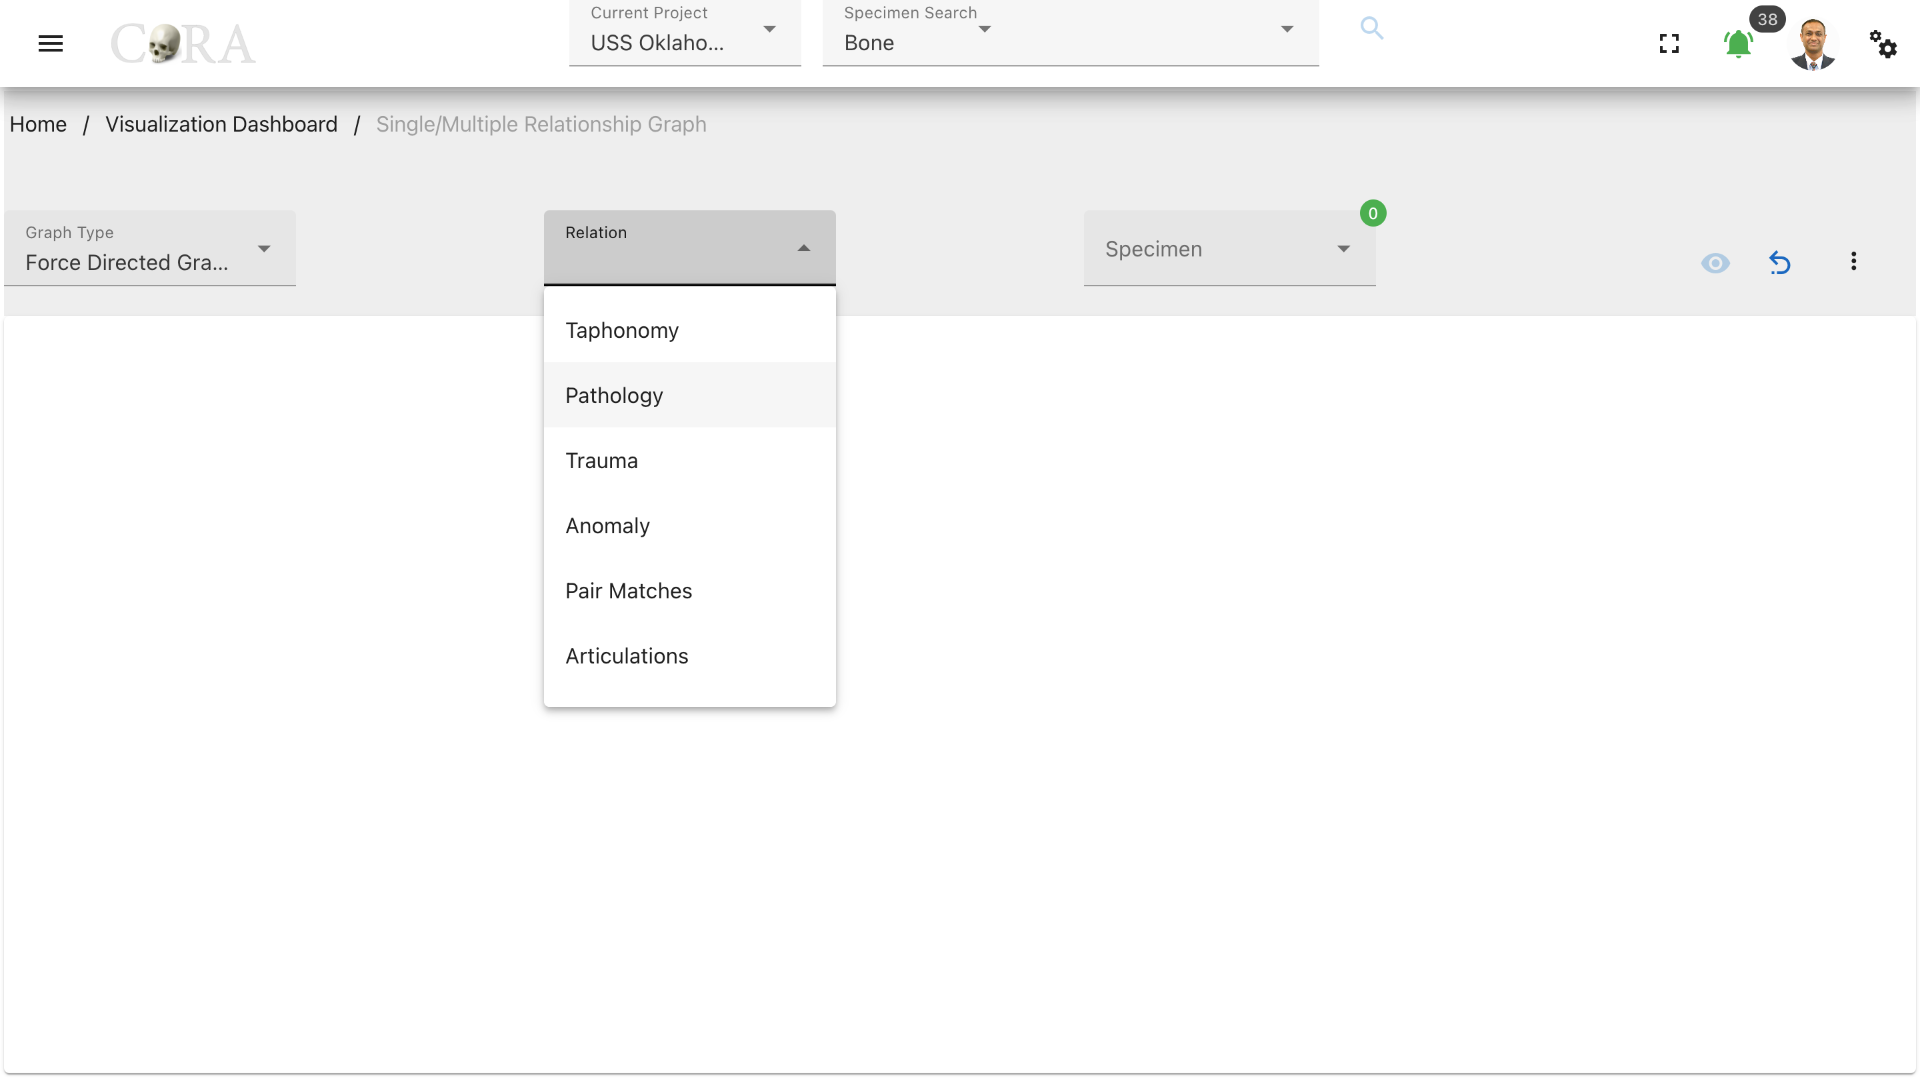 CORA
Current Project
USS Oklaho...
Specimen Search
Bone
38
Home / Visualization Dashboard / Single/Multiple Relationship Graph
Graph Type
Force Directed Gra...
Relation
Specimen
0
Taphonomy
Pathology
Trauma
Anomaly
Pair Matches
Articulations